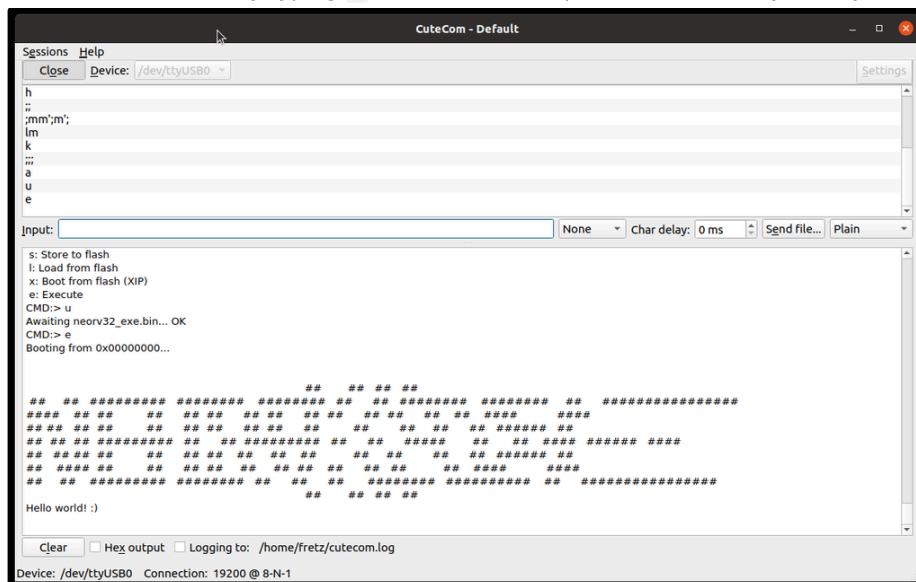 CuteCom - Default
Sessions Help
Close Device: /dev/ttyUSB0 Settings
h
;;
;mm';m';
lm
k
;;;
a
u
e
Input: None Char delay: 0 ms Send file... Plain
s: Store to flash
l: Load from flash
x: Boot from flash (XIP)
e: Execute
CMD:> u
Awaiting neorv32_exe.bin... OK
CMD:> e
Booting from 0x00000000...
## ## ## ##
## ## ######### ######## ######## ## ## ######## ######## ## ################
#### ## ## ## ## ## ## ## ## ## ## ## ## ## #### ####
## ## ## ## ## ## ## ## ## ## ## ## ## ## ###### ##
## ## ## ######### ## ## ######### ## ## ##### ## ## #### ###### ####
## ## ## ## ## ## ## ## ## ## ## ## ## ## ###### ##
## #### ## ## ## ## ## ## ## ## ## ## ## #### ####
## ## ######### ######## ## ## ## ######## ########## ## ################
## ## ## ##
Hello world! :)
Clear Hex output Logging to: /home/fretz/cutecom.log
Device: /dev/ttyUSB0 Connection: 19200 @ 8-N-1